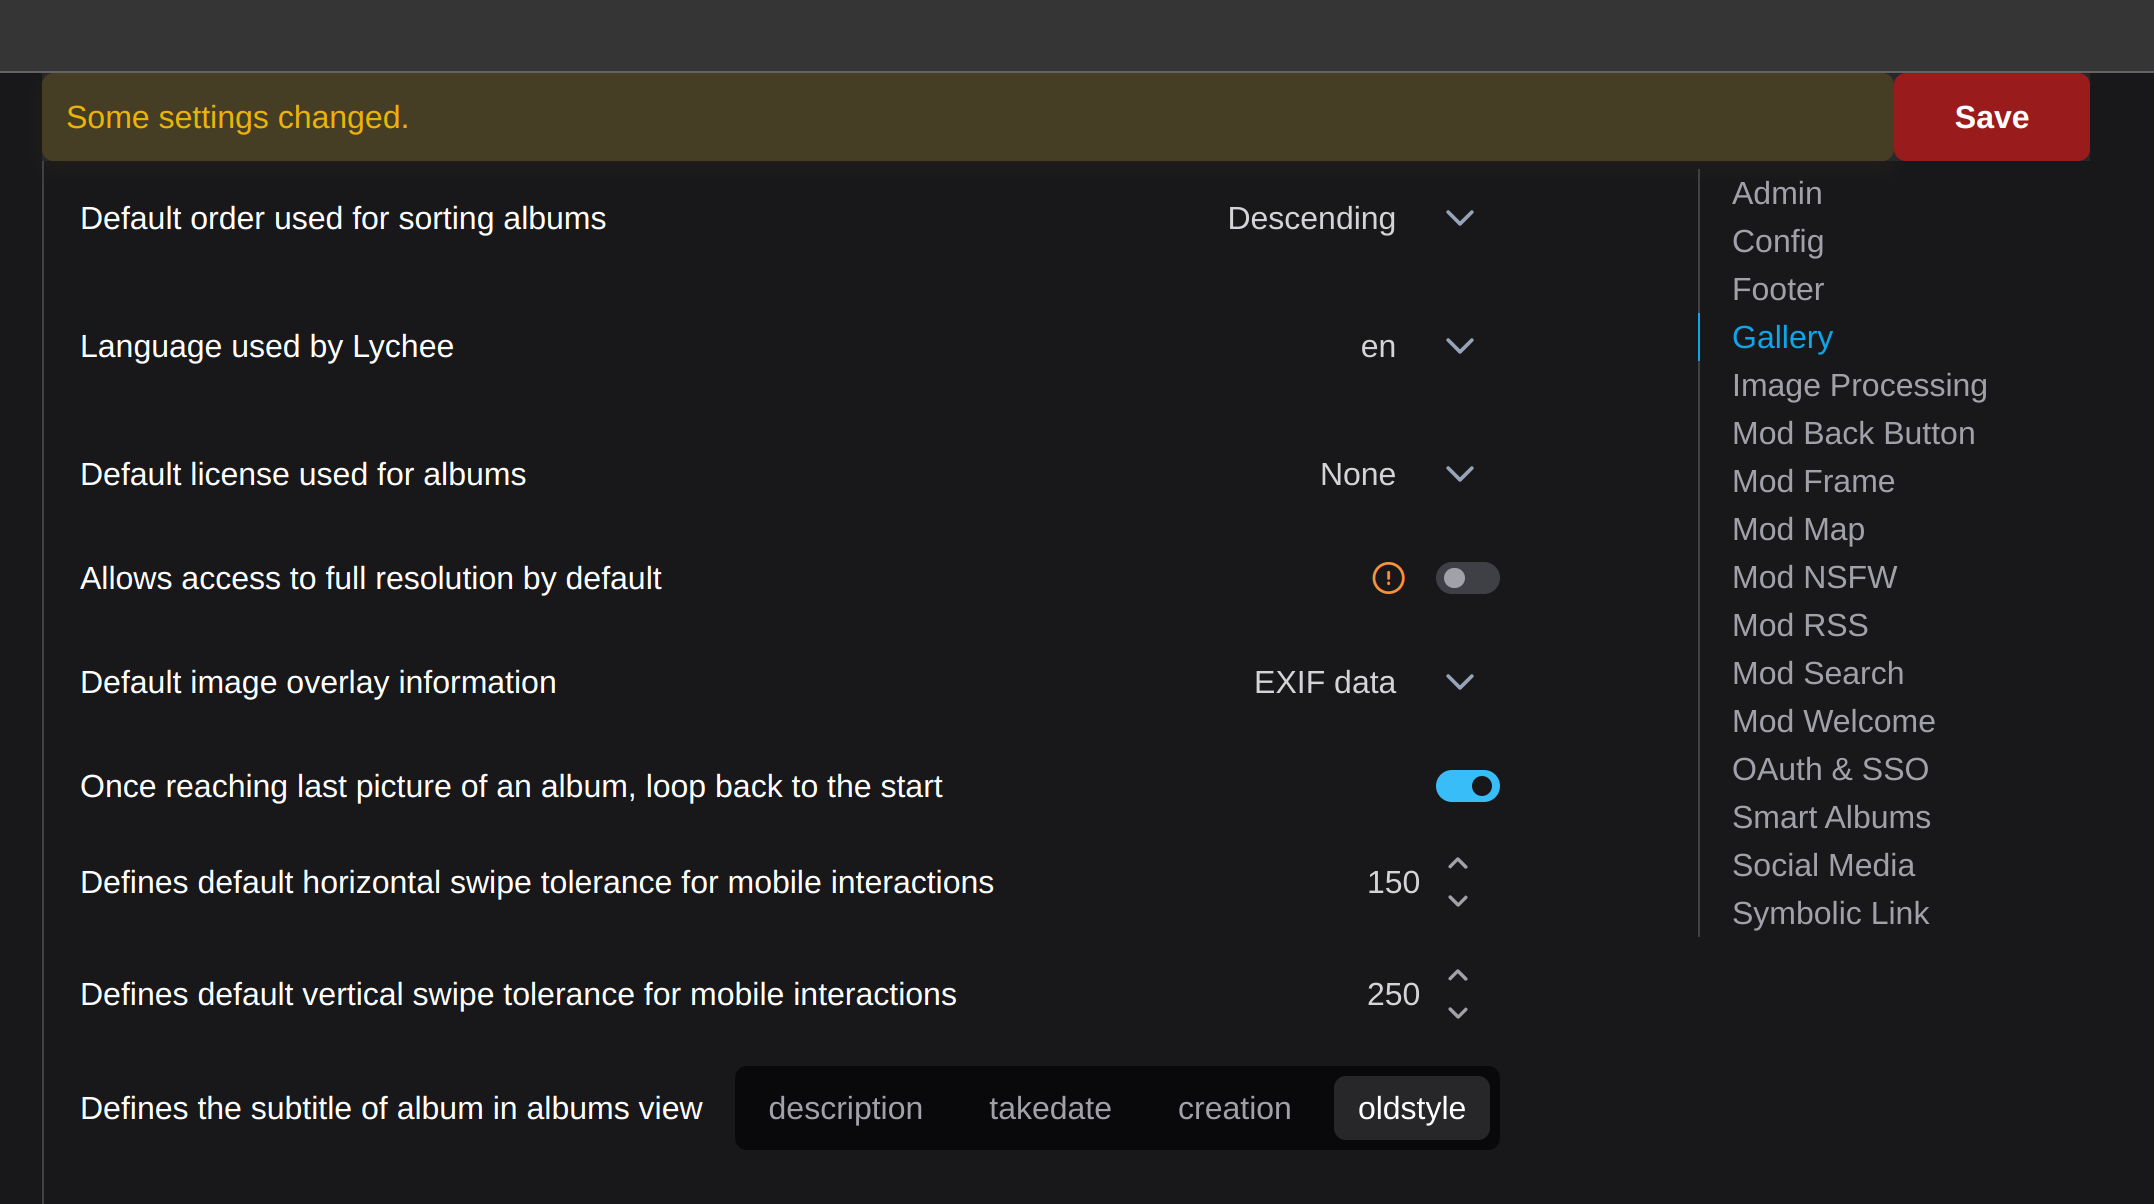 Some settings changed.
Save
Default order used for sorting albums Descending
Language used by Lychee en
Default license used for albums None
Allows access to full resolution by default
Default image overlay information EXIF data
Once reaching last picture of an album, loop back to the start
Defines default horizontal swipe tolerance for mobile interactions 150
Defines default vertical swipe tolerance for mobile interactions 250
Defines the subtitle of album in albums view description takedate creation oldstyle
Admin
Config
Footer
Gallery
Image Processing
Mod Back Button
Mod Frame
Mod Map
Mod NSFW
Mod RSS
Mod Search
Mod Welcome
OAuth & SSO
Smart Albums
Social Media
Symbolic Link